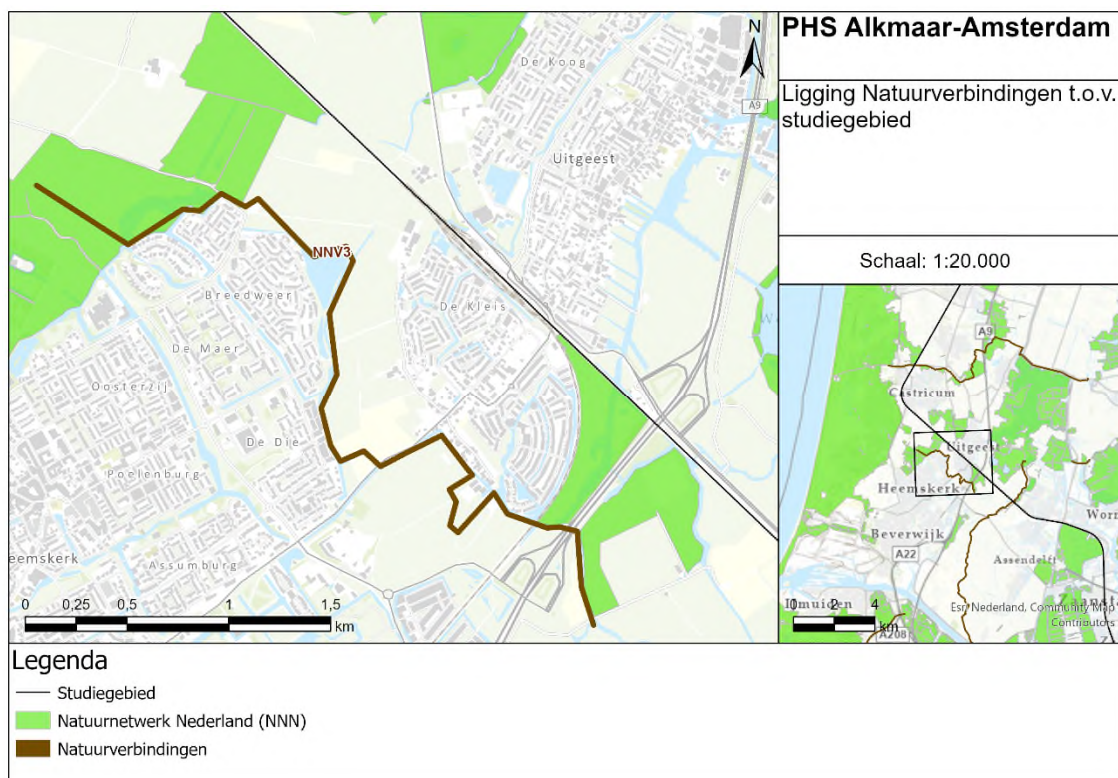 PHS Alkmaar-Amsterdam
Ligging Natuurverbindingen t.o.v.
studiegebied
Schaal: 1:20.000
N
De Koog
A9
Uitgeest
NNV3
Breedweer
De Kleis
De Maer
Oosterzij
De Die
Poelenburg
eemskerk
Assumburg
0 0,25 0,5 1 1,5
km
A9
Castricum
Uitgeest
Heemskerk
Beverwijk
Worm
A22
Assendelft
IJmuiden
Esri Nederland, Community Map
Contributors
0 2 4
km
A208
Legenda
Studiegebied
Natuurnetwerk Nederland (NNN)
Natuurverbindingen